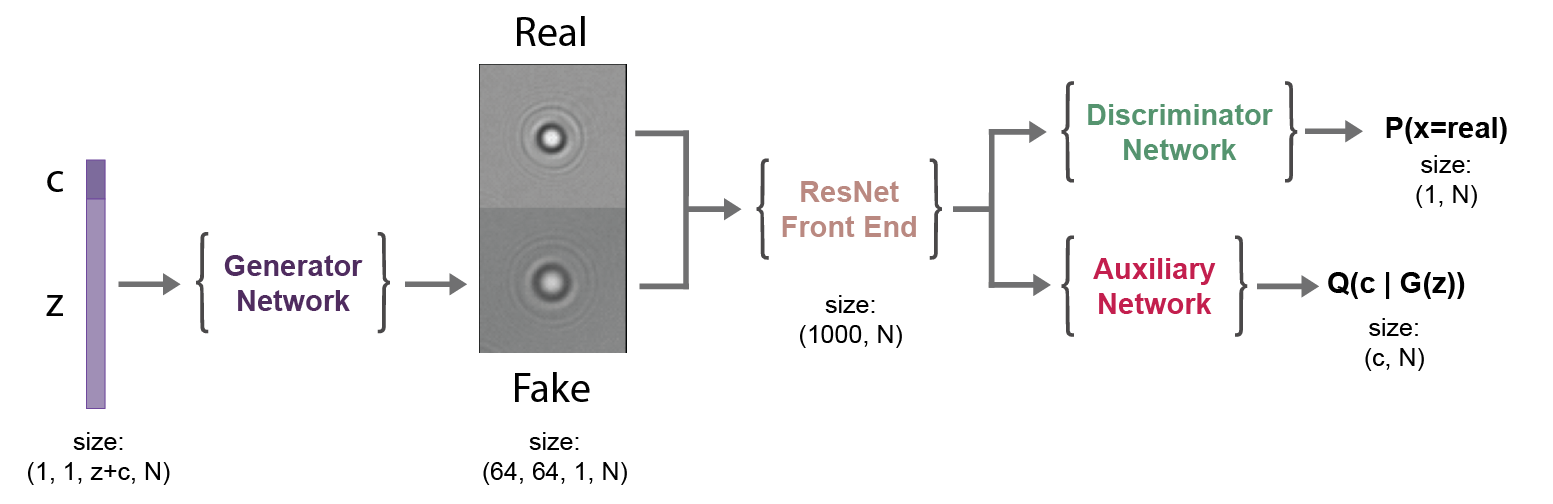 C
Z
size:
(1, 1, z+c, N)
Generator
Network
Real
Fake
size:
(64, 64, 1, N)
ResNet
Front End
size:
(1000, N)
Discriminator
Network
P(x=real)
size:
(1, N)
Auxiliary
Network
Q(c | G(z))
size:
(c, N)